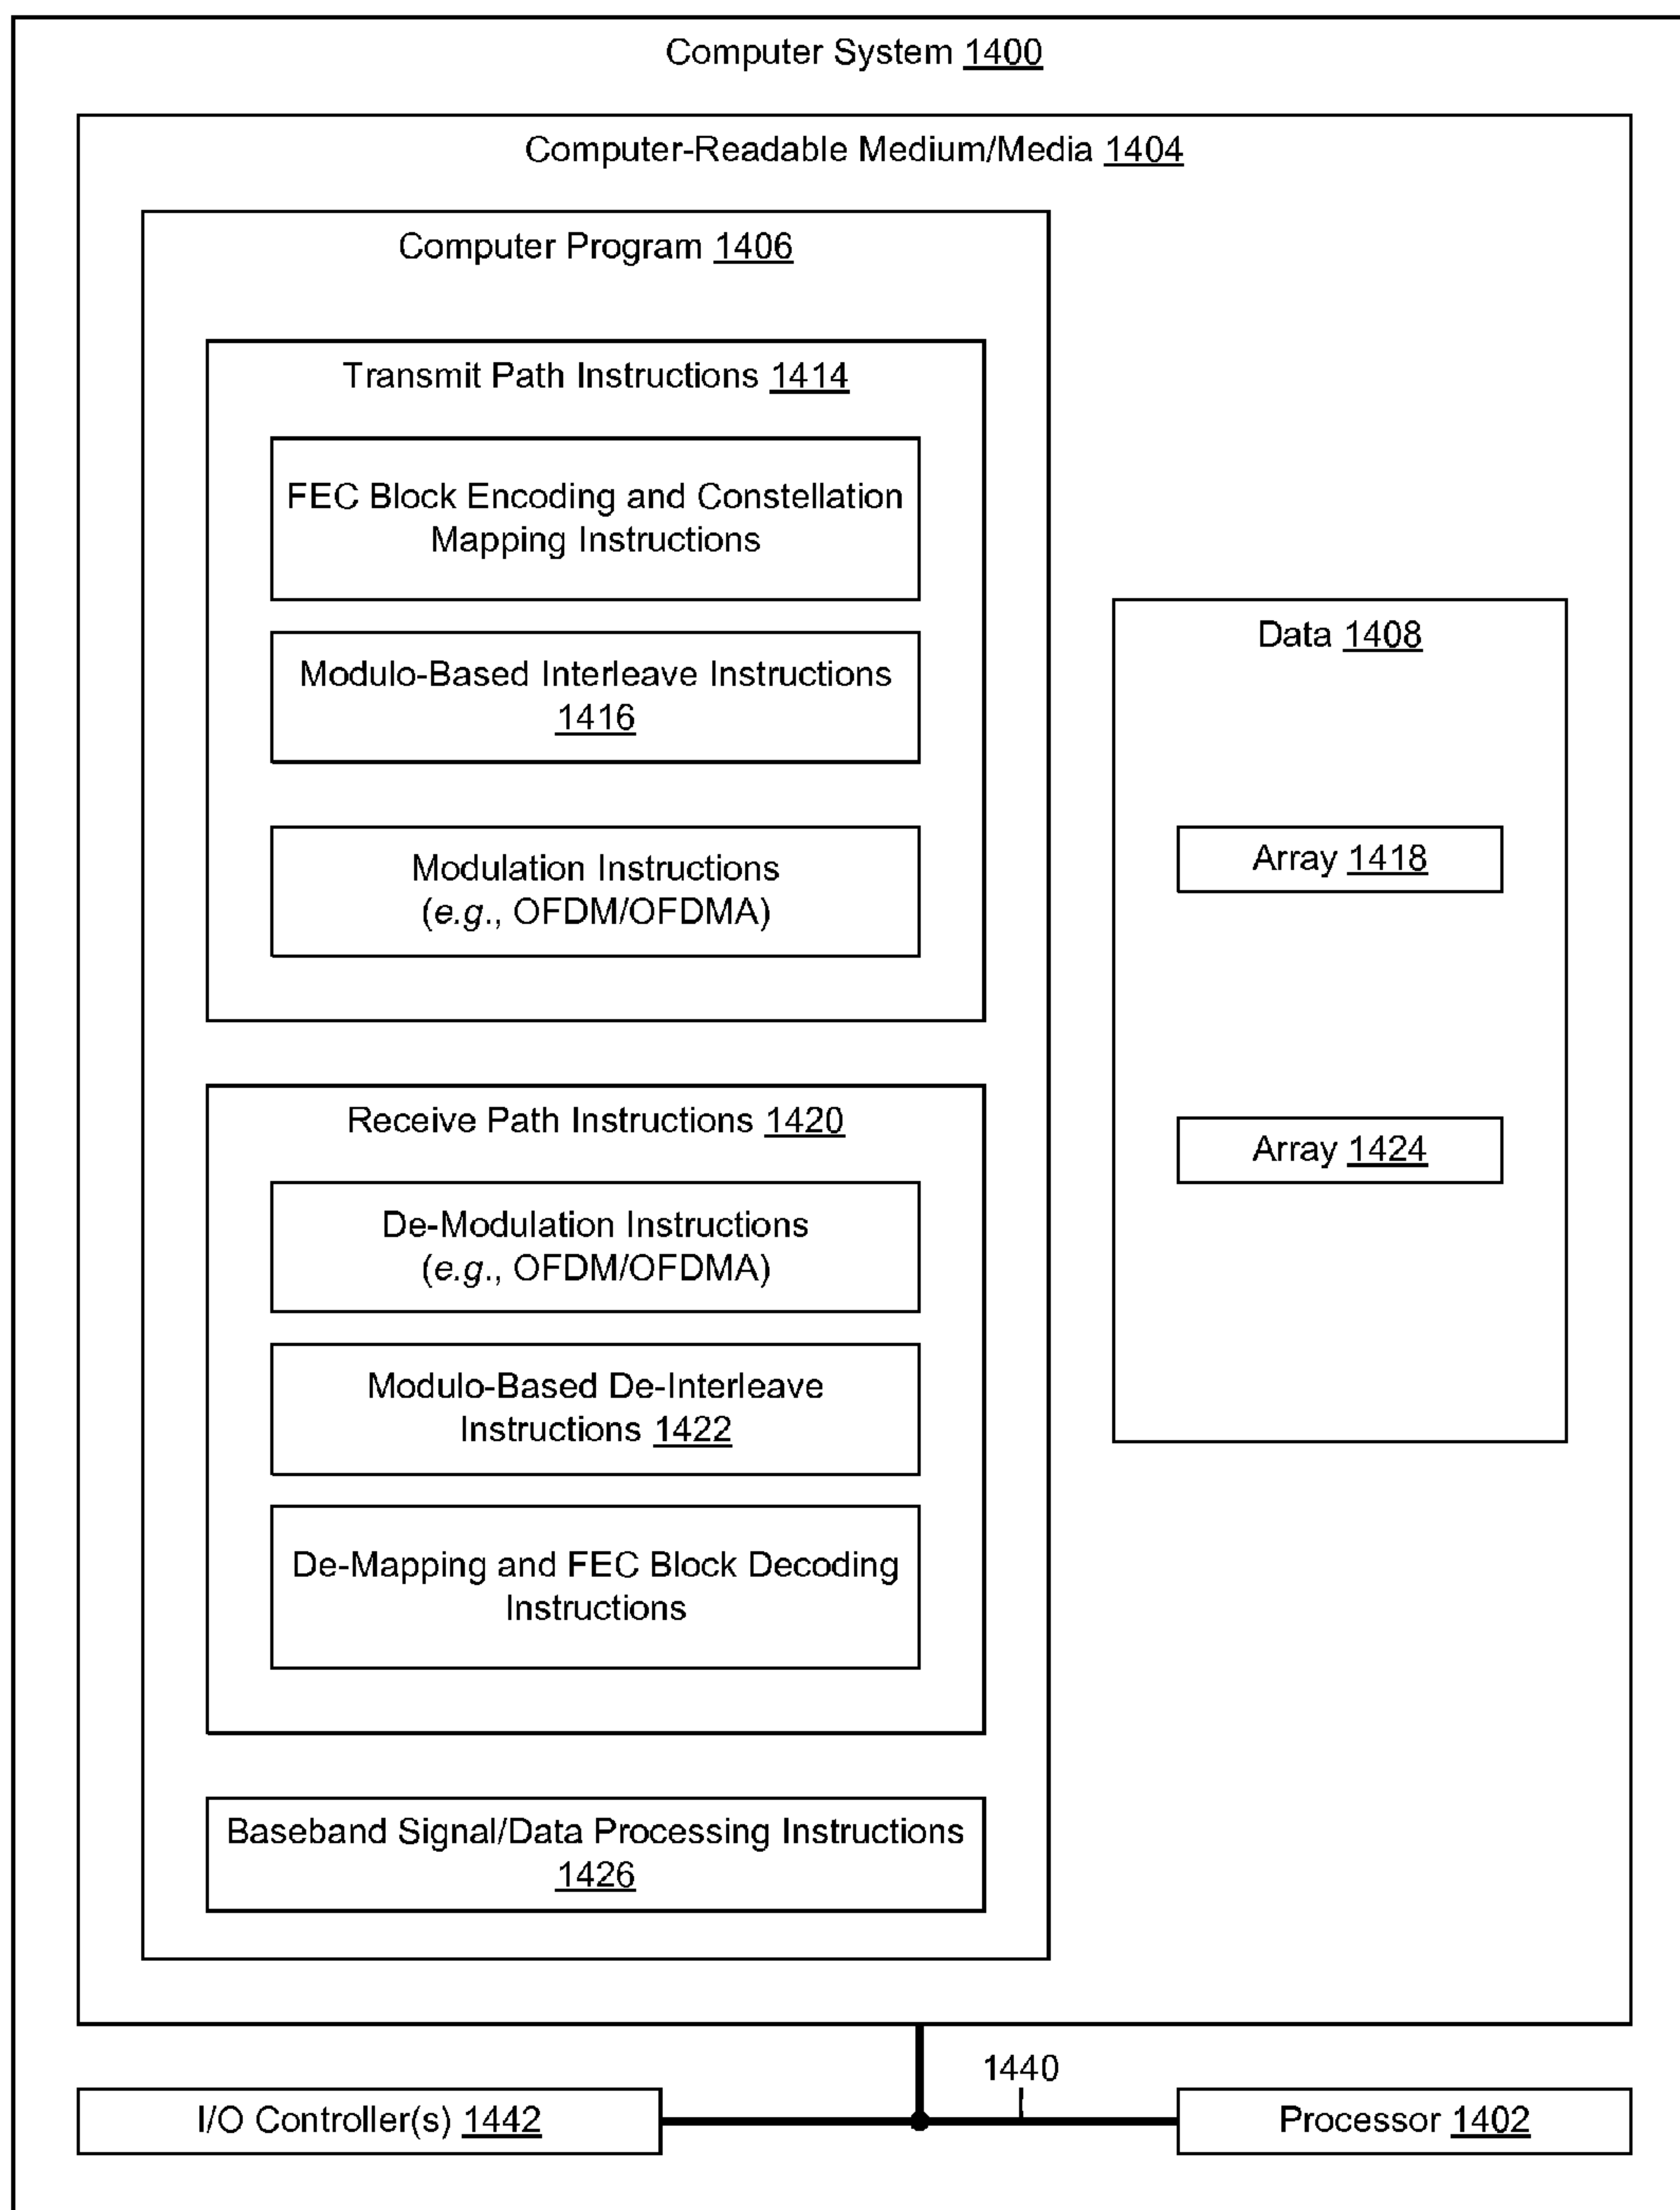 Computer System 1400
Computer-Readable Medium/Media 1404
Computer Program 1406
Transmit Path Instructions 1414
FEC Block Encoding and Constellation
Mapping Instructions
Modulo-Based Interleave Instructions
1416
Modulation Instructions
(e.g., OFDM/OFDMA)
Receive Path Instructions 1420
De-Modulation Instructions
(e.g., OFDM/OFDMA)
Modulo-Based De-Interleave
Instructions 1422
De-Mapping and FEC Block Decoding
Instructions
Baseband Signal/Data Processing Instructions
1426
Data 1408
Array 1418
Array 1424
1440
I/O Controller(s) 1442
Processor 1402